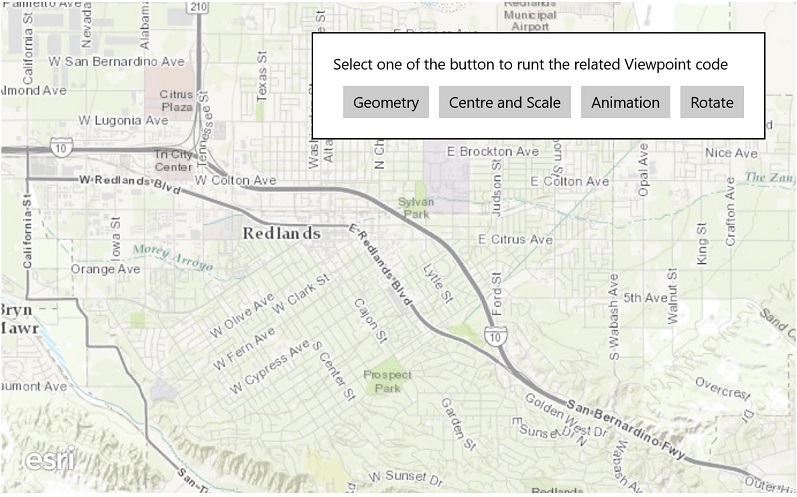 Palmetto Ave
California St
Nevada
Alabama
210
Redlands
Municipal
Airport
Select one of the button to runt the related Viewpoint code
Geometry
Centre and Scale
Animation
Rotate
W San Bernardino Ave
Texas St
Almond Ave
Citrus
Plaza
W Lugonia Ave
Tennessee St
10
Tri City
Center
W Colton Ave
W Redlands Blvd
E Brockton Ave
Nice Ave
E Colton Ave
Judson St
Opal Ave
Crafton Ave
King St
Sylvan
Park
California St
Iowa St
Redlands
E Redlands Blvd
E Citrus Ave
Morey Arroyo
Orange Ave
Lytle St
Ford St
5th Ave
Walnut St
S Wabash Ave
W Clark St
W Olive Ave
Cajon St
W Fern Ave
Bryn
Mawr
10
W Cypress Ave
S Center St
Prospect
Park
Overcrest
Dr
Garden St
Golden West Dr
E Sunset Dr N
San Bernardino Fwy
esri
W Sunset Dr
Redlands